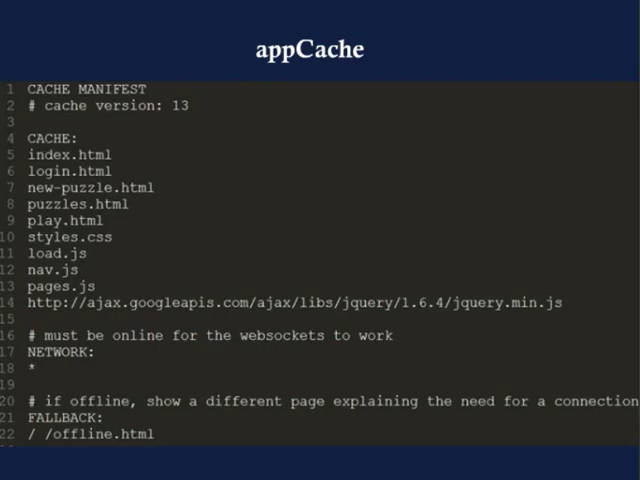 appCache
1 CACHE MANIFEST
2 # cache version: 13
3
4 CACHE:
5 index.html
6 login.html
7 new-puzzle.html
8 puzzles.html
9 play.html
10 styles.css
11 load.js
12 nav.js
13 pages.js
14 http://ajax.googleapis.com/ajax/libs/jquery/1.6.4/jquery.min.js
15
16 # must be online for the websockets to work
17 NETWORK:
18 *
19
20 # if offline, show a different page explaining the need for a connection
21 FALLBACK:
22 / /offline.html